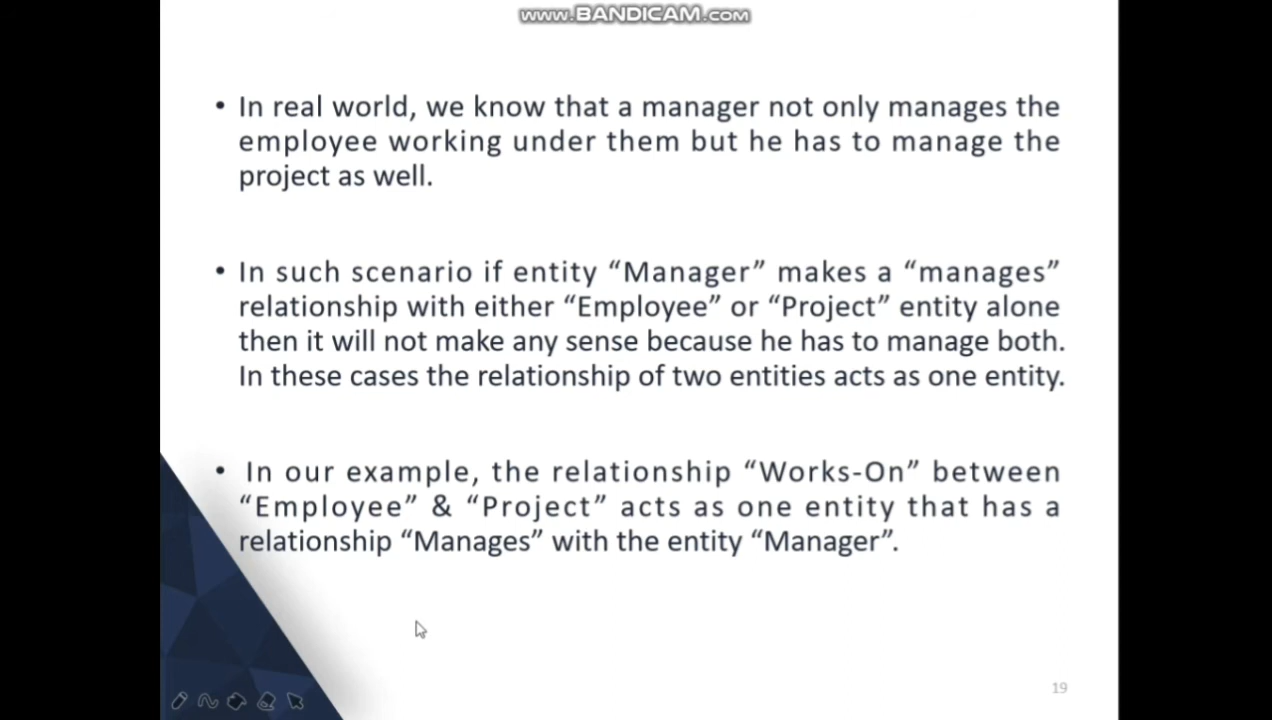 www.BANDICAM.com
• In real world, we know that a manager not only manages the
employee working under them but he has to manage the
project as well.
• In such scenario if entity “Manager” makes a “manages”
relationship with either “Employee” or “Project” entity alone
then it will not make any sense because he has to manage both.
In these cases the relationship of two entities acts as one entity.
• In our example, the relationship “Works-On” between
“Employee” & “Project” acts as one entity that has a
relationship “Manages” with the entity “Manager”.
19